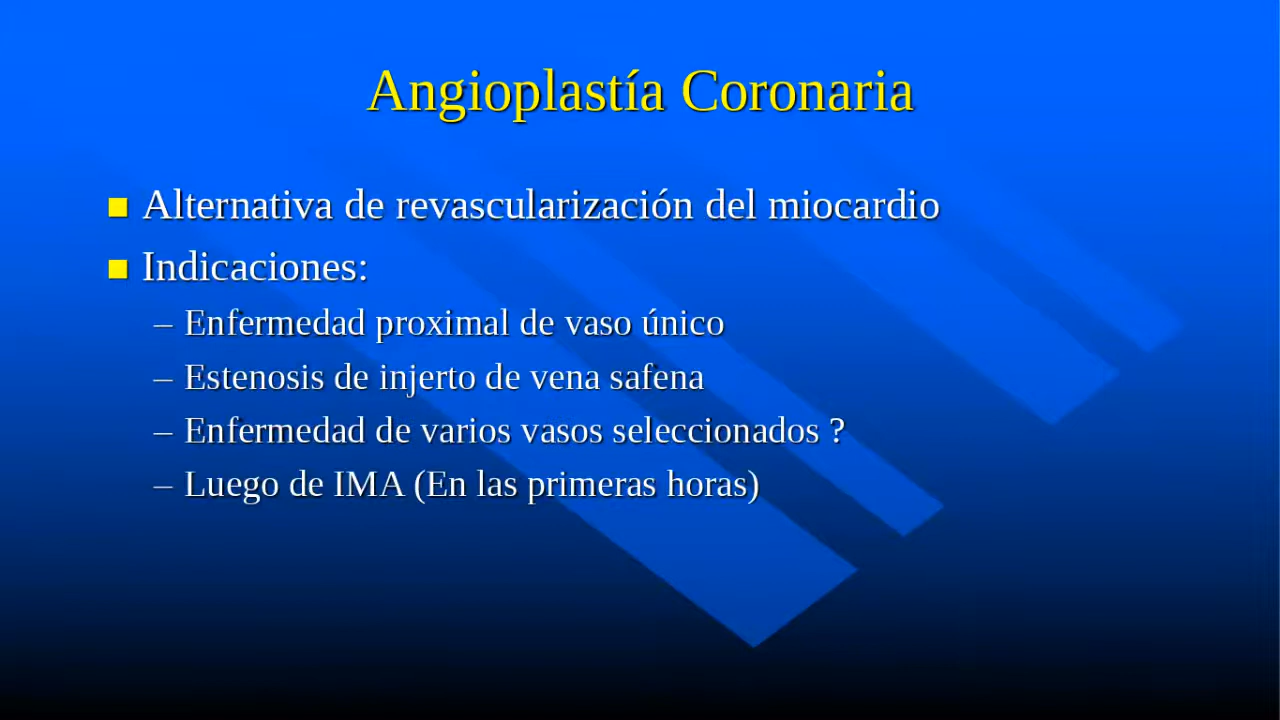 Angioplastía Coronaria
Alternativa de revascularización del miocardio
Indicaciones:
– Enfermedad proximal de vaso único
– Estenosis de injerto de vena safena
– Enfermedad de varios vasos seleccionados ?
– Luego de IMA (En las primeras horas)